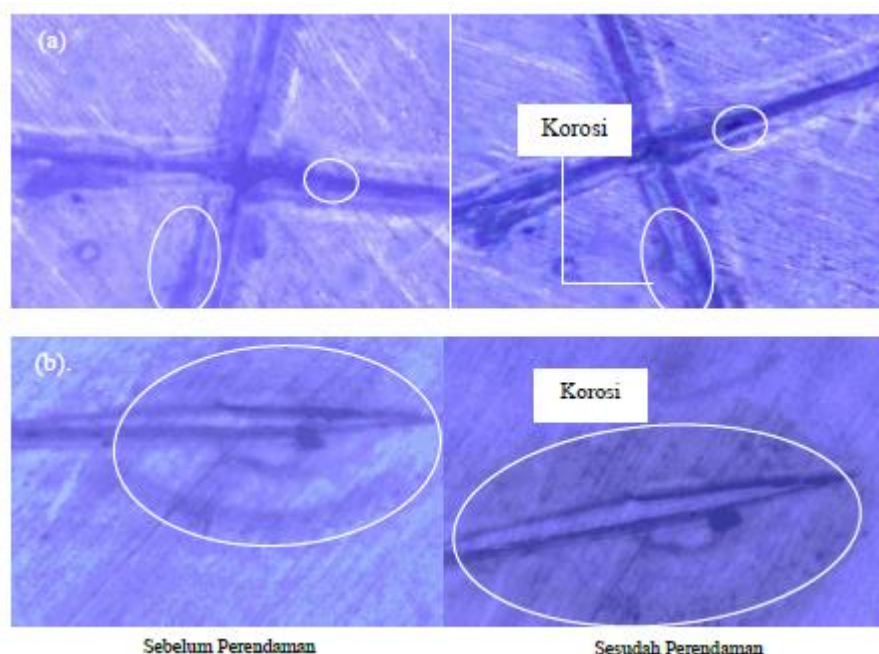 (a)
Korosi
(b).
Korosi
Sebelum Perendaman
Sesudah Perendaman